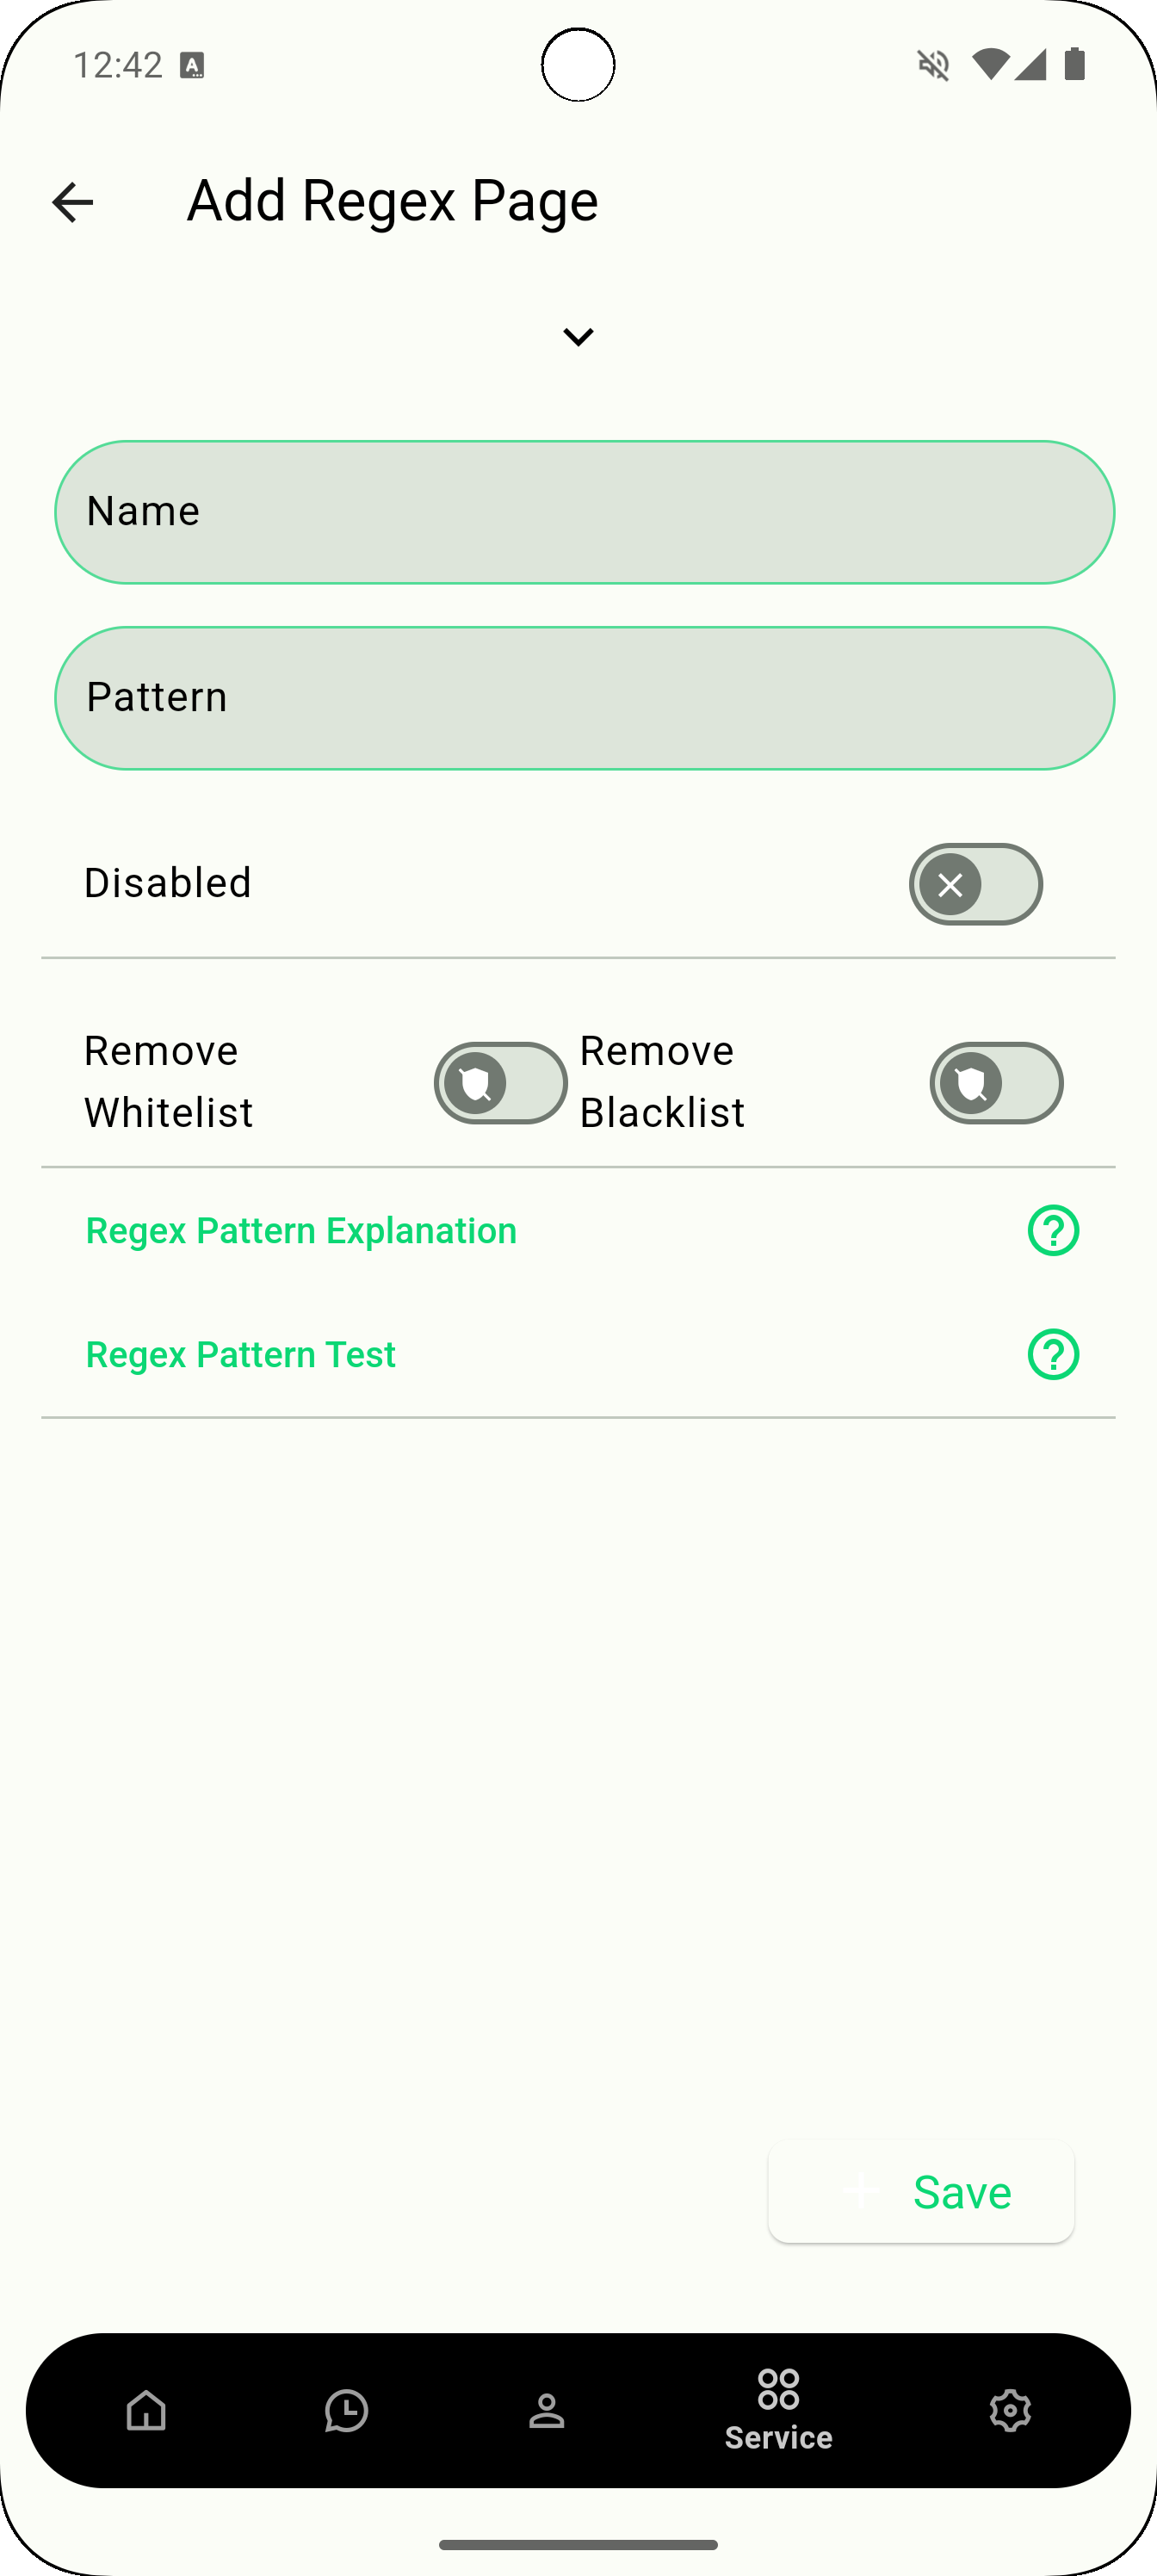 12:42
Add Regex Page
Name
Pattern
Disabled
Remove
Whitelist
Remove
Blacklist
Regex Pattern Explanation
Regex Pattern Test
Save
Service